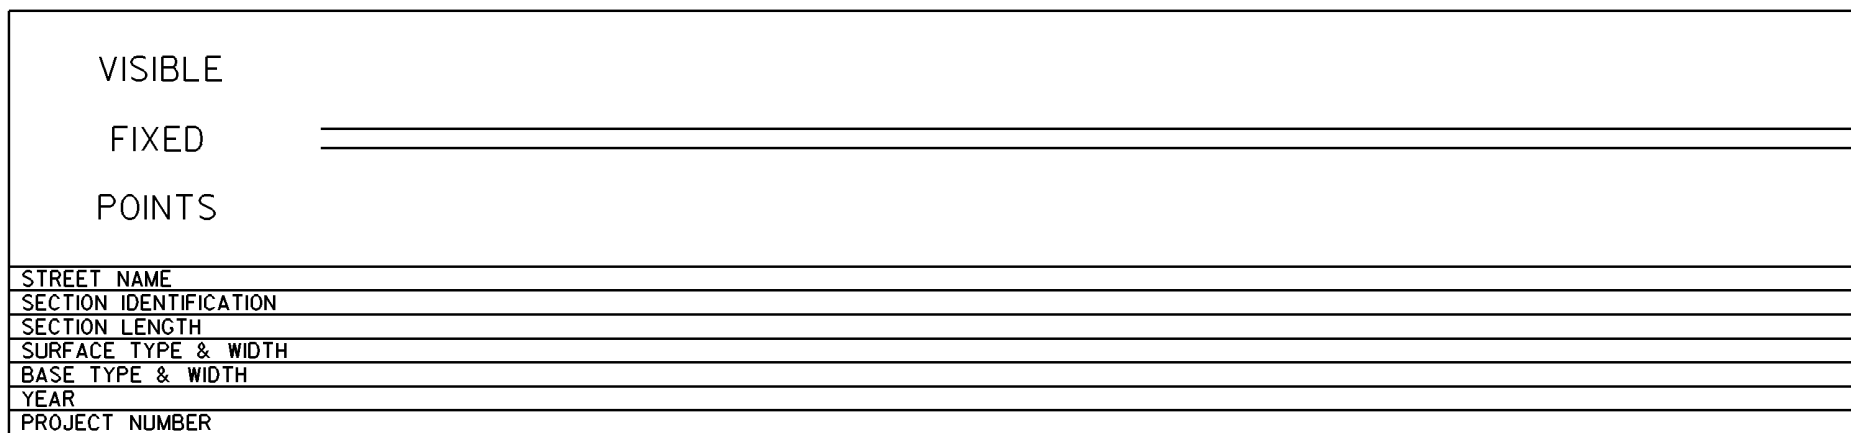 VISIBLE
FIXED
POINTS
STREET NAME
SECTION IDENTIFICATION
SECTION LENGTH
SURFACE TYPE & WIDTH
BASE TYPE & WIDTH
YEAR
PROJECT NUMBER